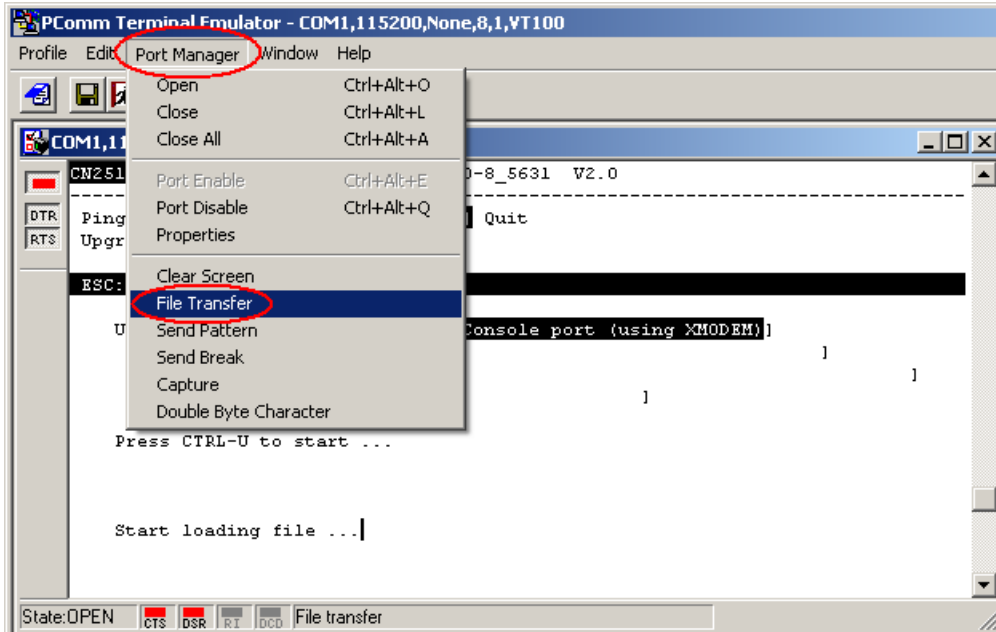 PComm Terminal Emulator - COM1,115200,None,8,1,VT100
Profile Edit Port Manager Window Help
Open Ctrl+Alt+O
Close Ctrl+Alt+L
Close All Ctrl+Alt+A
Port Enable Ctrl+Alt+E
Port Disable Ctrl+Alt+Q
Properties
Clear Screen
File Transfer
Send Pattern
Send Break
Capture
Double Byte Character
COM1,11
DTR
RTS
CN251 0-8_5631 V2.0
Ping ] Quit
Upgr
ESC:
U Console port (using XMODEM)]
]
]
]
Press CTRL-U to start ...
Start loading file ...
State:OPEN CTS DSR RI DCD File transfer